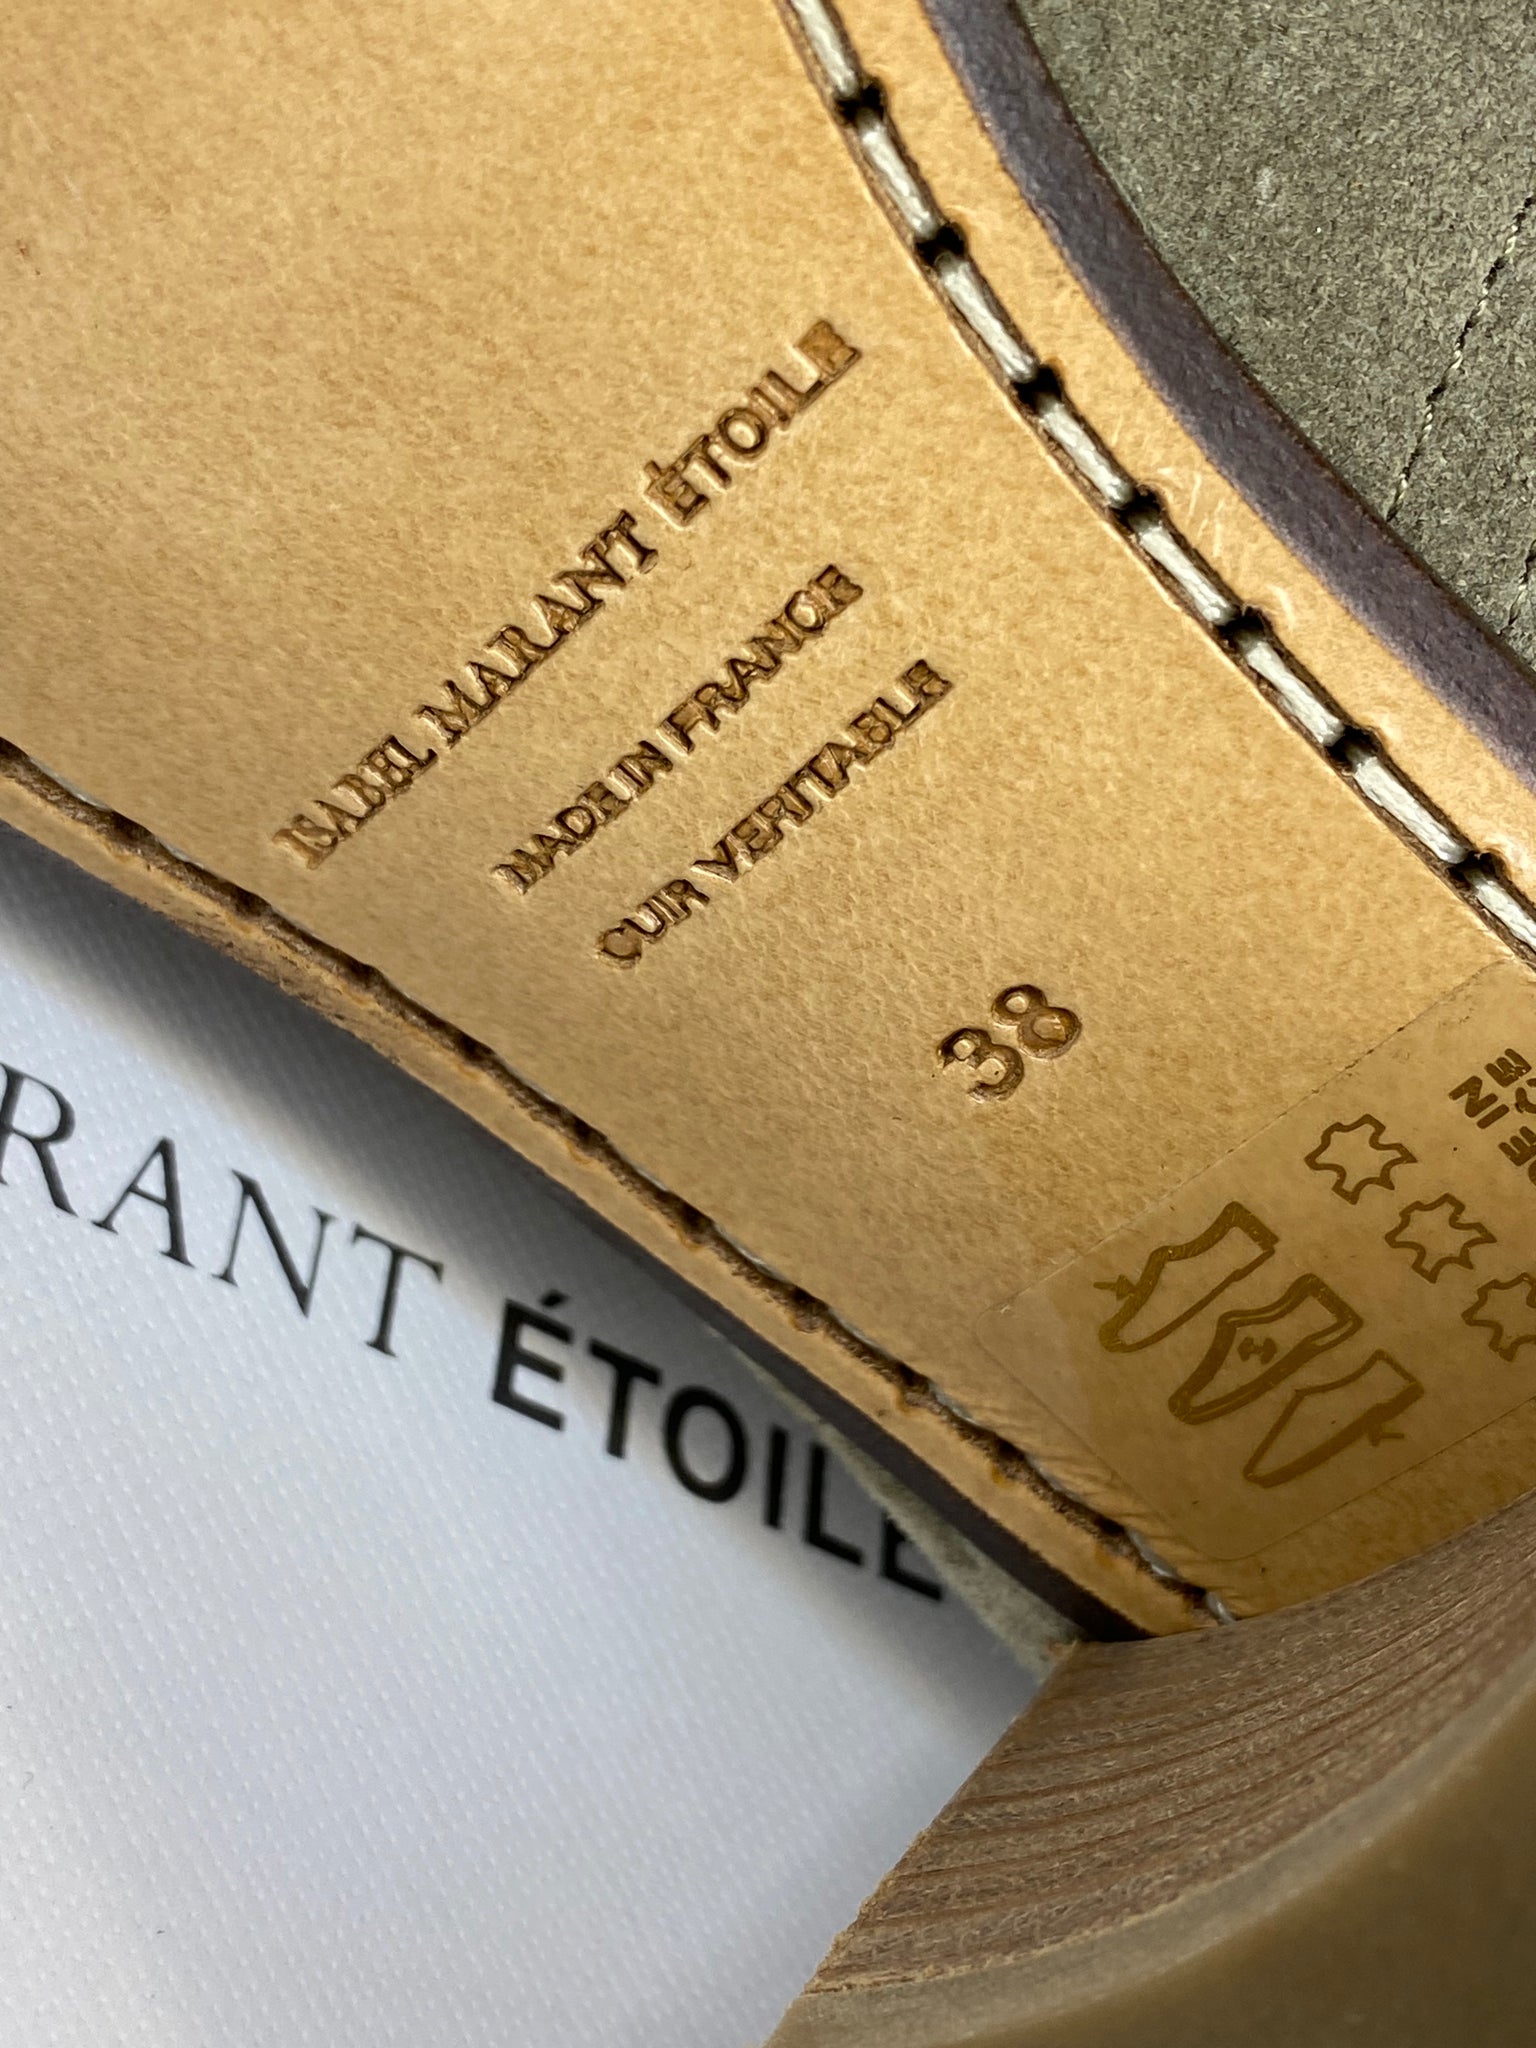 ISABEL MARANT ÉTOILE
MADE IN FRANCE
CUIR VERITABLE
38
RANT ÉTOILE